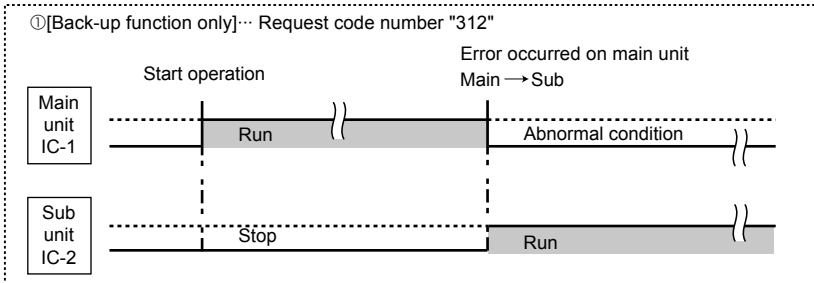 ①[Back-up function only]··· Request code number "312"
Error occurred on main unit
Start operation
Main → Sub
Main
unit
IC-1
Run
Abnormal condition
Sub
unit
IC-2
Stop
Run